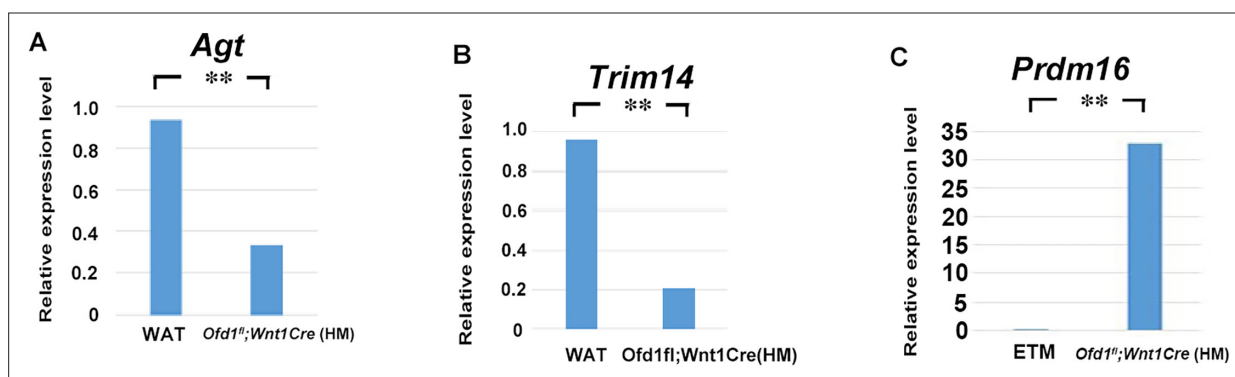 A
Agt
**
Relative expression level
1.0
0.8
0.6
0.4
0.2
0
WAT
Ofd1fl;Wnt1Cre (HM)
B
Trim14
**
Relative expression level
1.0
0.8
0.6
0.4
0.2
0
WAT
Ofd1fl;Wnt1Cre(HM)
C
Prdm16
**
Relative expression level
35
30
25
20
15
10
5
0
ETM
Ofd1fl;Wnt1Cre (HM)